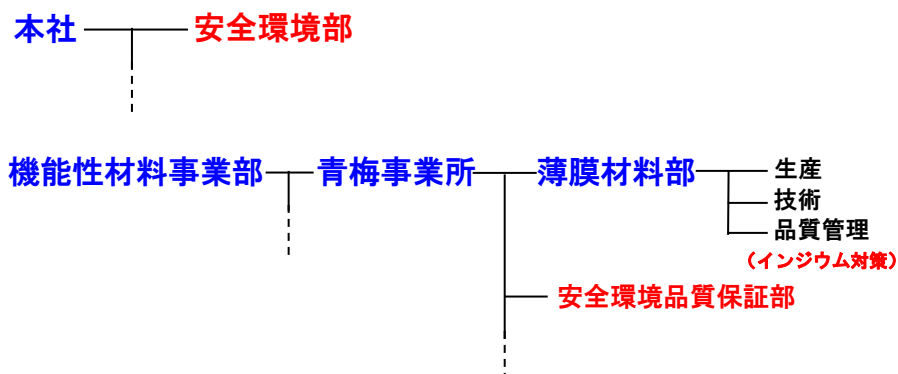 本社 安全環境部
機能性材料事業部 青梅事業所 薄膜材料部 生産
技術
品質管理
（インジウム対策）
安全環境品質保証部